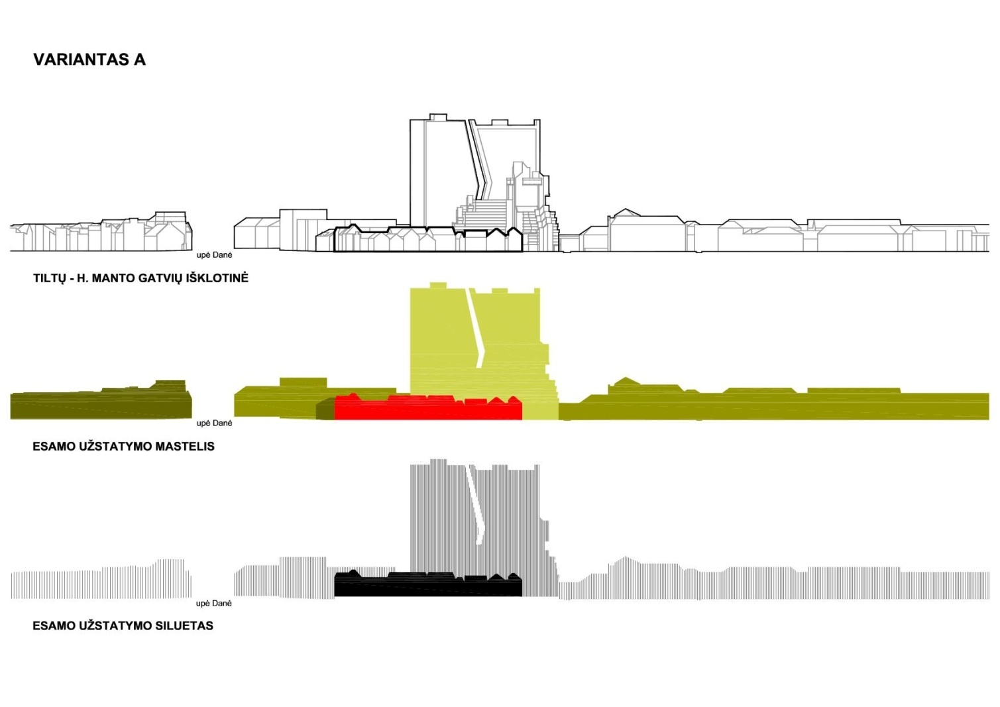 VARIANTAS A
upė Danė
TILTŲ - H. MANTO GATVIŲ IŠKLOTINĖ
upė Danė
ESAMO UŽSTATYMO MASTELIS
upė Danė
ESAMO UŽSTATYMO SILUETAS